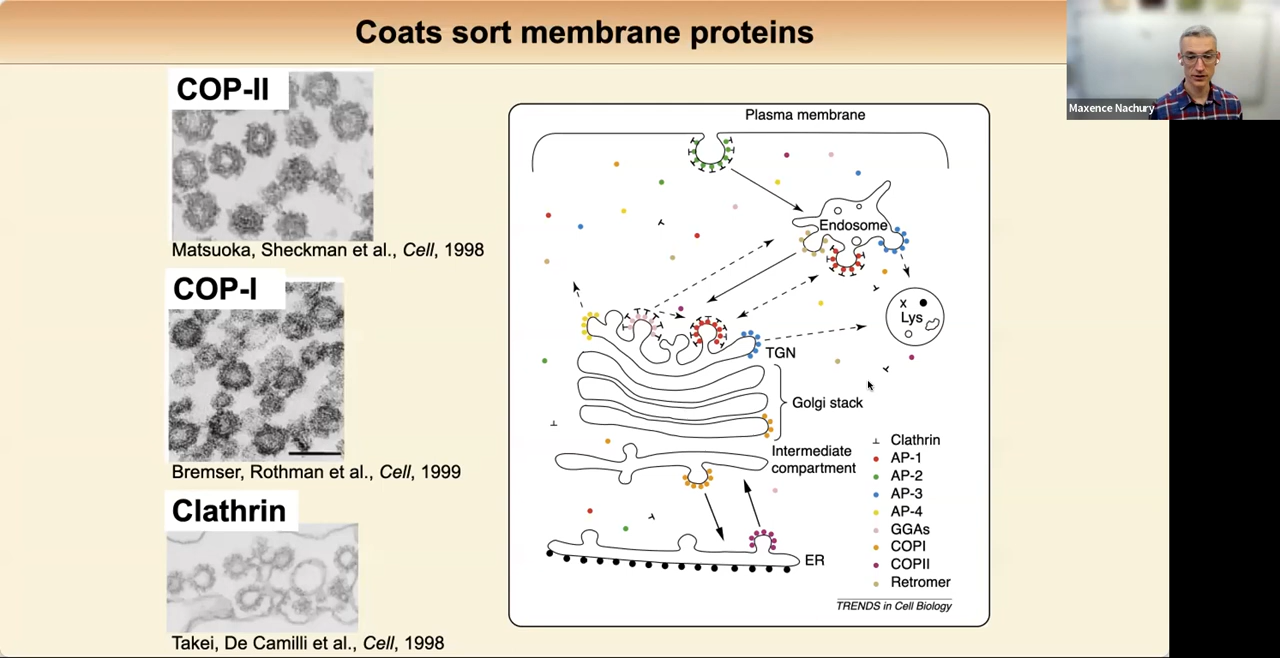 Coats sort membrane proteins
Maxence Nachury
COP-II
Matsuoka, Sheckman et al., Cell, 1998
COP-I
Bremser, Rothman et al., Cell, 1999
Clathrin
Takei, De Camilli et al., Cell, 1998
Plasma membrane
Endosome
X
Lys
TGN
Golgi stack
Intermediate
compartment
ER
Clathrin
AP-1
AP-2
AP-3
AP-4
GGAs
COPI
COPII
Retromer
TRENDS in Cell Biology